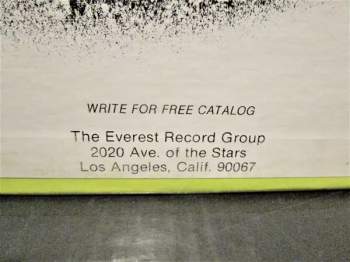 WRITE FOR FREE CATALOG
The Everest Record Group
2020 Ave. of the Stars
Los Angeles, Calif. 90067